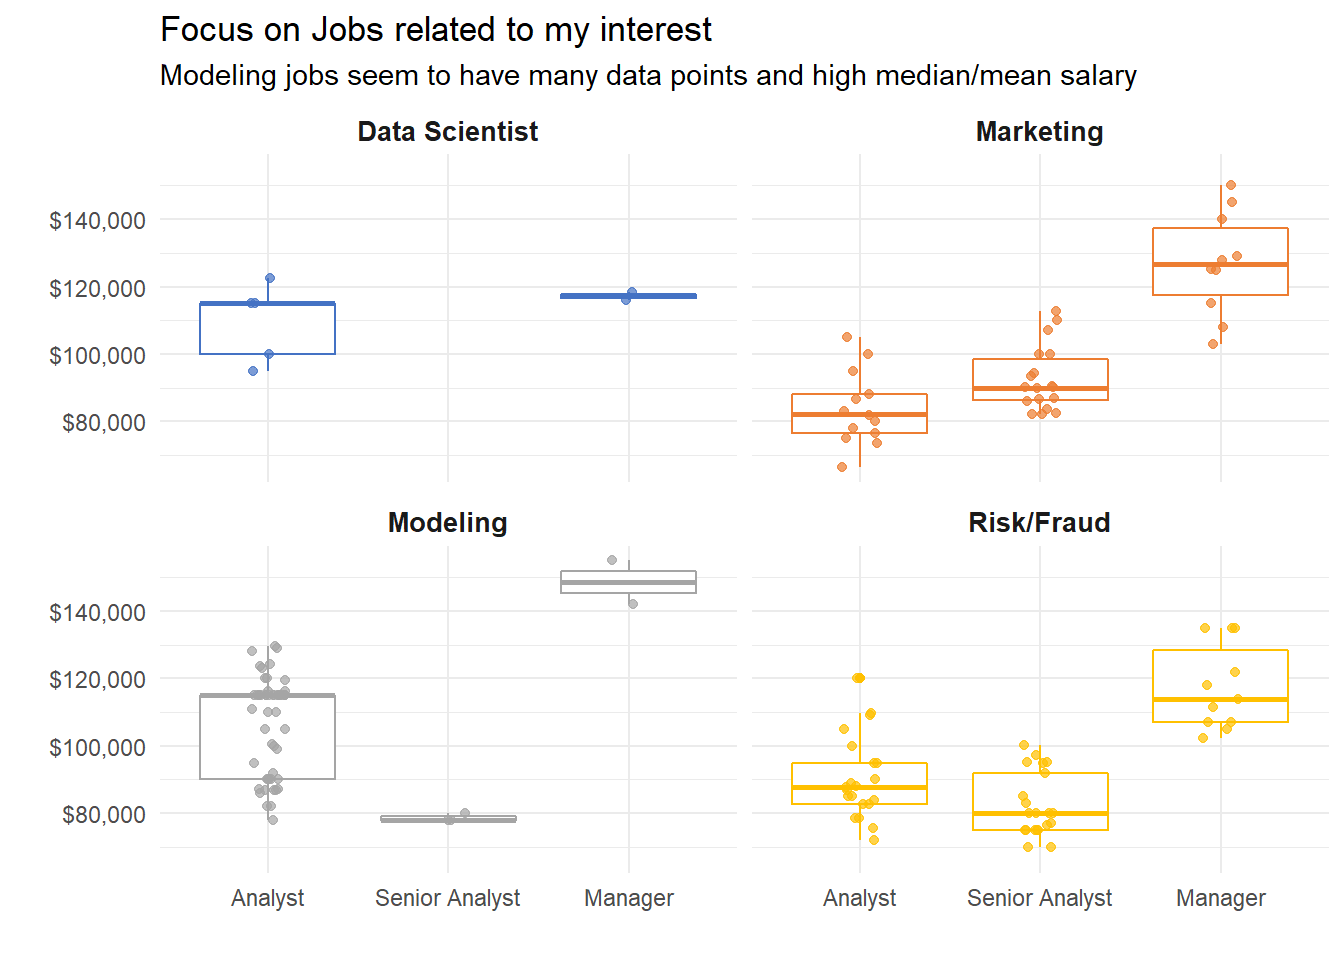 Focus on Jobs related to my interest
Modeling jobs seem to have many data points and high median/mean salary
Data Scientist
Marketing
$140,000
$120,000
$100,000
$80,000
Modeling
Risk/Fraud
$140,000
$120,000
$100,000
$80,000
Analyst Senior Analyst Manager
Analyst Senior Analyst Manager